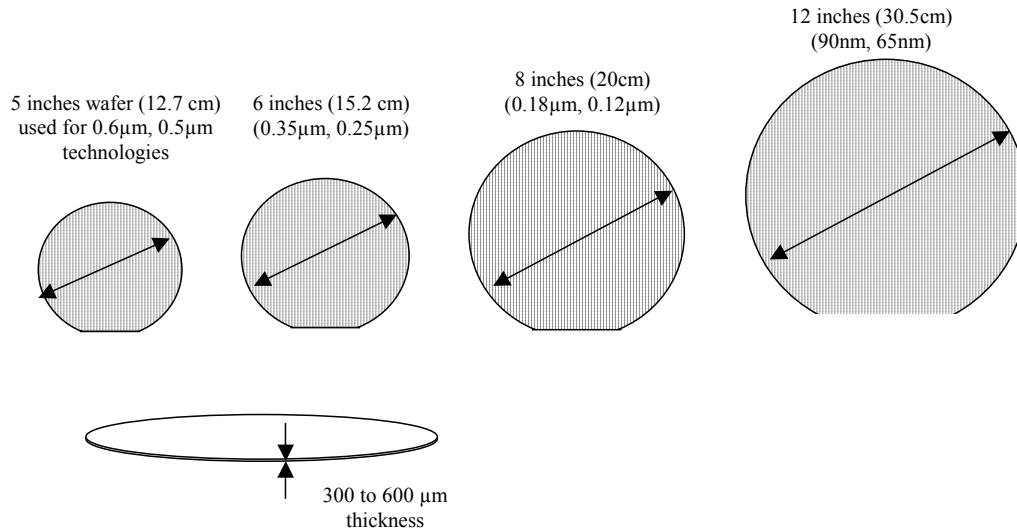 5 inches wafer (12.7 cm)
used for 0.6µm, 0.5µm
technologies
6 inches (15.2 cm)
(0.35µm, 0.25µm)
8 inches (20cm)
(0.18µm, 0.12µm)
12 inches (30.5cm)
(90nm, 65nm)
300 to 600 µm
thickness